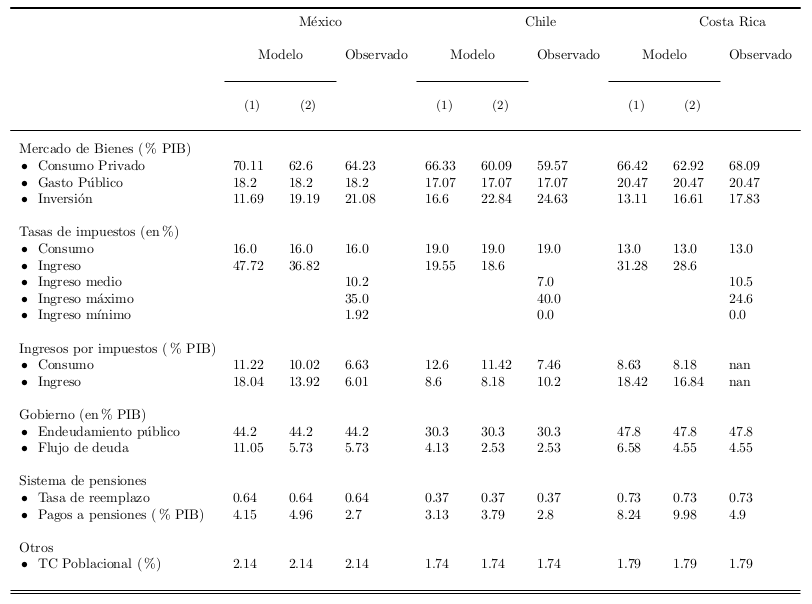 México Chile Costa Rica
Modelo Observado Modelo Observado Modelo Observado
(1) (2) (1) (2) (1) (2)
Mercado de Bienes (% PIB)
• Consumo Privado 70.11 62.6 64.23 66.33 60.09 59.57 66.42 62.92 68.09
• Gasto Público 18.2 18.2 18.2 17.07 17.07 17.07 20.47 20.47 20.47
• Inversión 11.69 19.19 21.08 16.6 22.84 24.63 13.11 16.61 17.83
Tasas de impuestos (en %)
• Consumo 16.0 16.0 16.0 19.0 19.0 19.0 13.0 13.0 13.0
• Ingreso 47.72 36.82 19.55 18.6 31.28 28.6
• Ingreso medio 10.2 7.0 10.5
• Ingreso máximo 35.0 40.0 24.6
• Ingreso mínimo 1.92 0.0 0.0
Ingresos por impuestos (% PIB)
• Consumo 11.22 10.02 6.63 12.6 11.42 7.46 8.63 8.18 nan
• Ingreso 18.04 13.92 6.01 8.6 8.18 10.2 18.42 16.84 nan
Gobierno (en % PIB)
• Endeudamiento público 44.2 44.2 44.2 30.3 30.3 30.3 47.8 47.8 47.8
• Flujo de deuda 11.05 5.73 5.73 4.13 2.53 2.53 6.58 4.55 4.55
Sistema de pensiones
• Tasa de reemplazo 0.64 0.64 0.64 0.37 0.37 0.37 0.73 0.73 0.73
• Pagos a pensiones (% PIB) 4.15 4.96 2.7 3.13 3.79 2.8 8.24 9.98 4.9
Otros
• TC Poblacional (%) 2.14 2.14 2.14 1.74 1.74 1.74 1.79 1.79 1.79